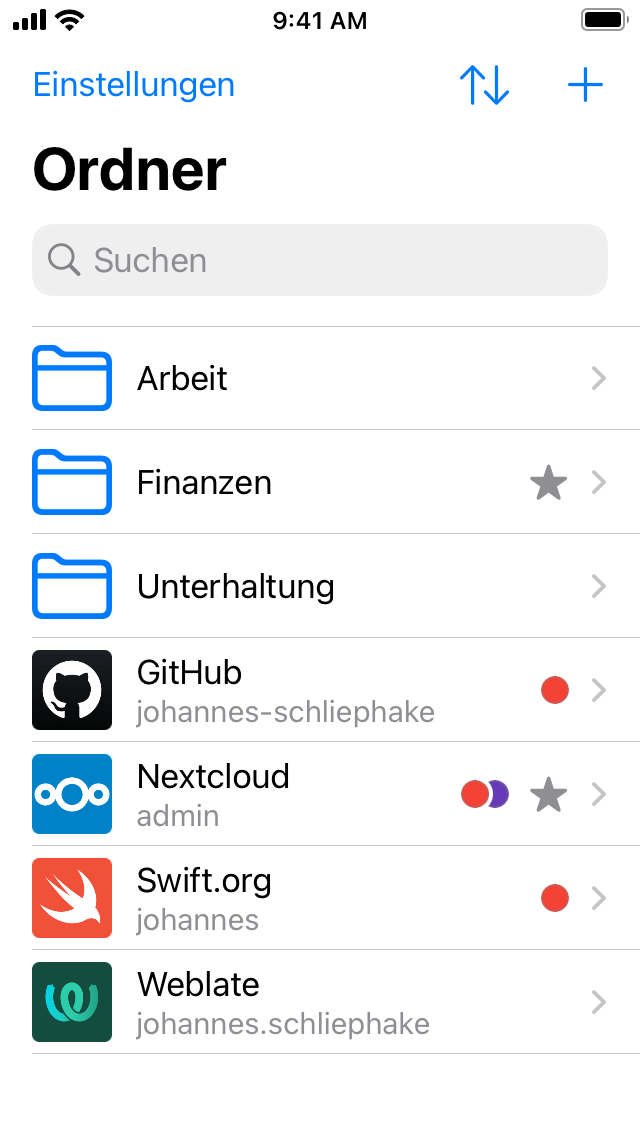 9:41 AM
Einstellungen
Ordner
Suchen
Arbeit
Finanzen
Unterhaltung
GitHub
johannes-schliephake
Nextcloud
admin
Swift.org
johannes
Weblate
johannes.schliephake